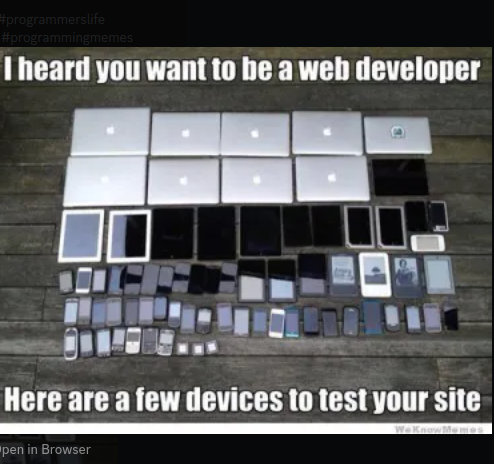 #programmerslife
#programmingmemes
I heard you want to be a web developer
Here are a few devices to test your site
WeKnowMemes
pen in Browser